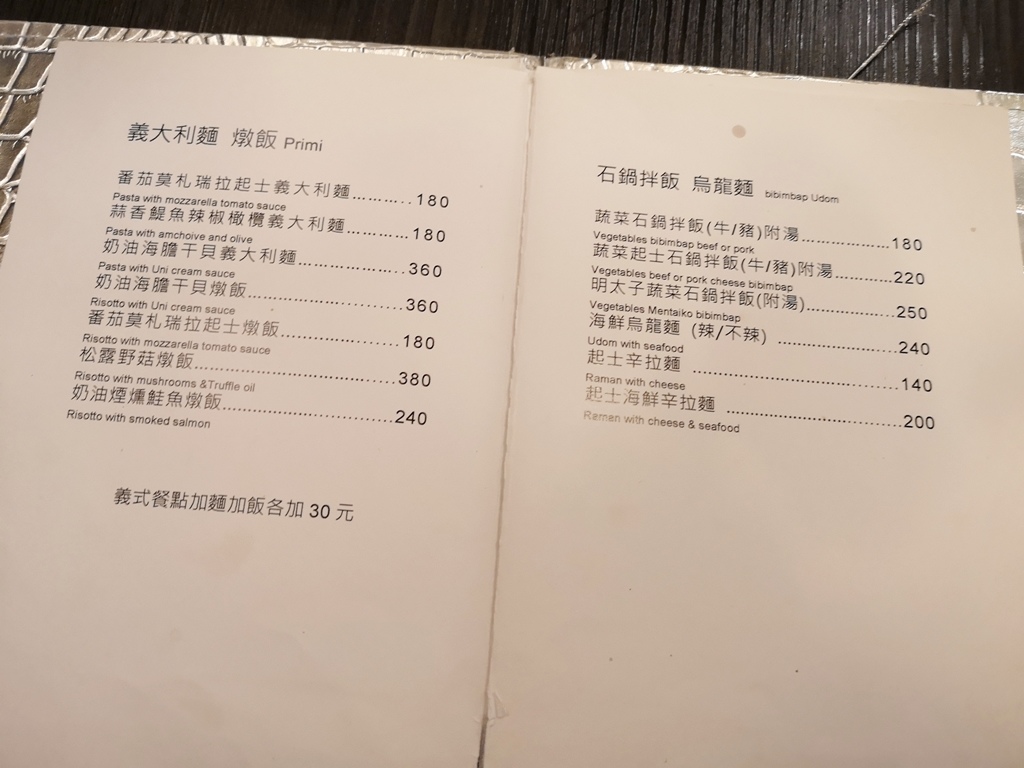 義大利麵 燉飯 Primi
番茄莫札瑞拉起士義大利麵...........180
Pasta with mozzarella tomato sauce
蒜香鯷魚辣椒橄欖義大利麵............180
Pasta with amchoive and olive
奶油海膽干貝義大利麵....................360
Pasta with Uni cream sauce
奶油海膽干貝燉飯........................360
Risotto with Uni cream sauce
番茄莫札瑞拉起士燉飯....................180
Risotto with mozzarella tomato sauce
松露野菇燉飯...................................380
Risotto with mushrooms &Truffle oil
奶油煙燻鮭魚燉飯.............................240
Risotto with smoked salmon
義式餐點加麵加飯各加 30 元
石鍋拌飯 烏龍麵 bibimbap Udom
蔬菜石鍋拌飯(牛/豬)附湯...............180
Vegetables bibimbap beef or pork
蔬菜起士石鍋拌飯(牛/豬)附湯...........220
Vegetables beef or pork cheese bibimbap
明太子蔬菜石鍋拌飯(附湯)...............250
Vegetables Mentaiko bibimbap
海鮮烏龍麵 (辣/不辣) ....................240
Udom with seafood
起士辛拉麵 ...................................140
Raman with cheese
起士海鮮辛拉麵 .............................200
Ramen with cheese & seafood